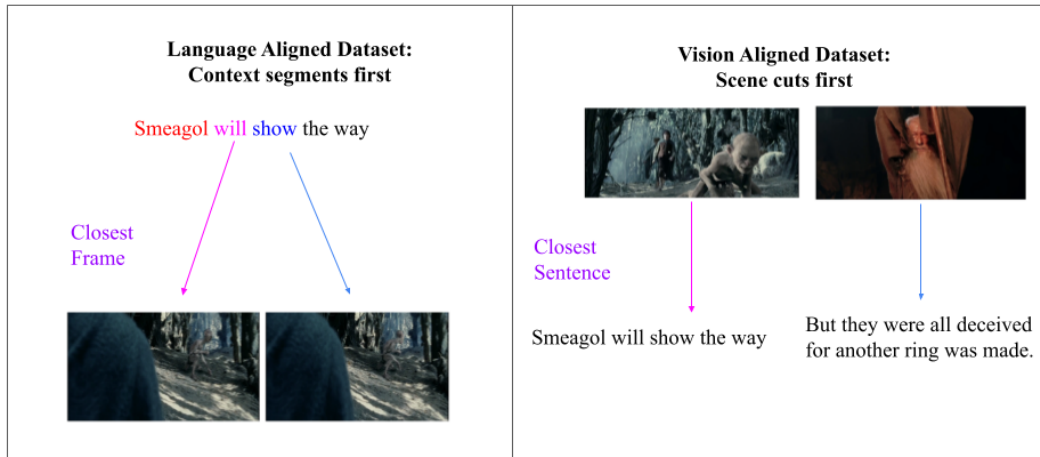 Language Aligned Dataset:
Context segments first
Smeagol will show the way
Closest
Frame
Vision Aligned Dataset:
Scene cuts first
Closest
Sentence
Smeagol will show the way
But they were all deceived
for another ring was made.